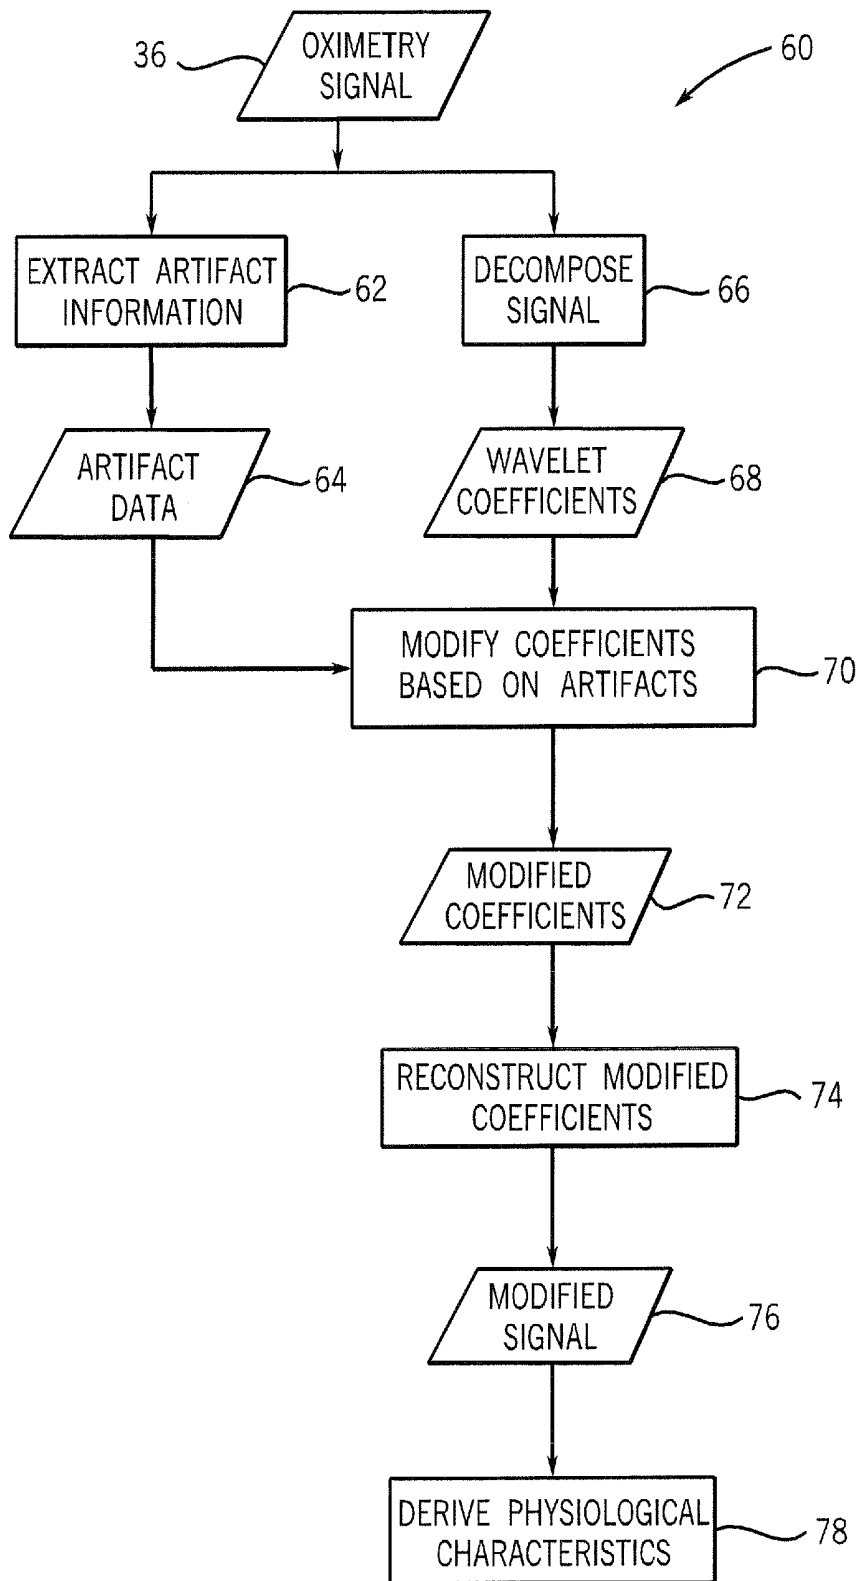 OXIMETRY
SIGNAL
36
60
EXTRACT ARTIFACT
INFORMATION
62
DECOMPOSE
SIGNAL
66
ARTIFACT
DATA
64
WAVELET
COEFFICIENTS
68
MODIFY COEFFICIENTS
BASED ON ARTIFACTS
70
MODIFIED
COEFFICIENTS
72
RECONSTRUCT MODIFIED
COEFFICIENTS
74
MODIFIED
SIGNAL
76
DERIVE PHYSIOLOGICAL
CHARACTERISTICS
78